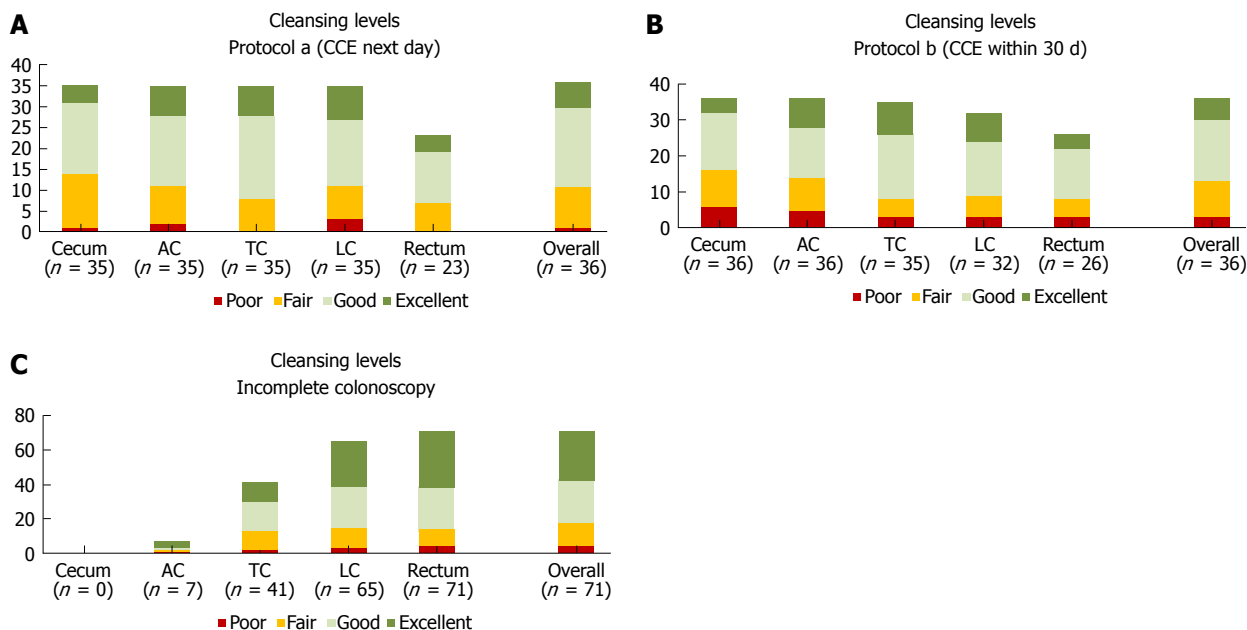 A
Cleansing levels
Protocol a (CCE next day)
40
35
30
25
20
15
10
5
0
Cecum AC TC LC Rectum Overall
(n = 35) (n = 35) (n = 35) (n = 35) (n = 23) (n = 36)
Poor Fair Good Excellent
B
Cleansing levels
Protocol b (CCE within 30 d)
40
30
20
10
0
Cecum AC TC LC Rectum Overall
(n = 36) (n = 36) (n = 35) (n = 32) (n = 26) (n = 36)
Poor Fair Good Excellent
C
Cleansing levels
Incomplete colonoscopy
80
60
40
20
0
Cecum AC TC LC Rectum Overall
(n = 0) (n = 7) (n = 41) (n = 65) (n = 71) (n = 71)
Poor Fair Good Excellent